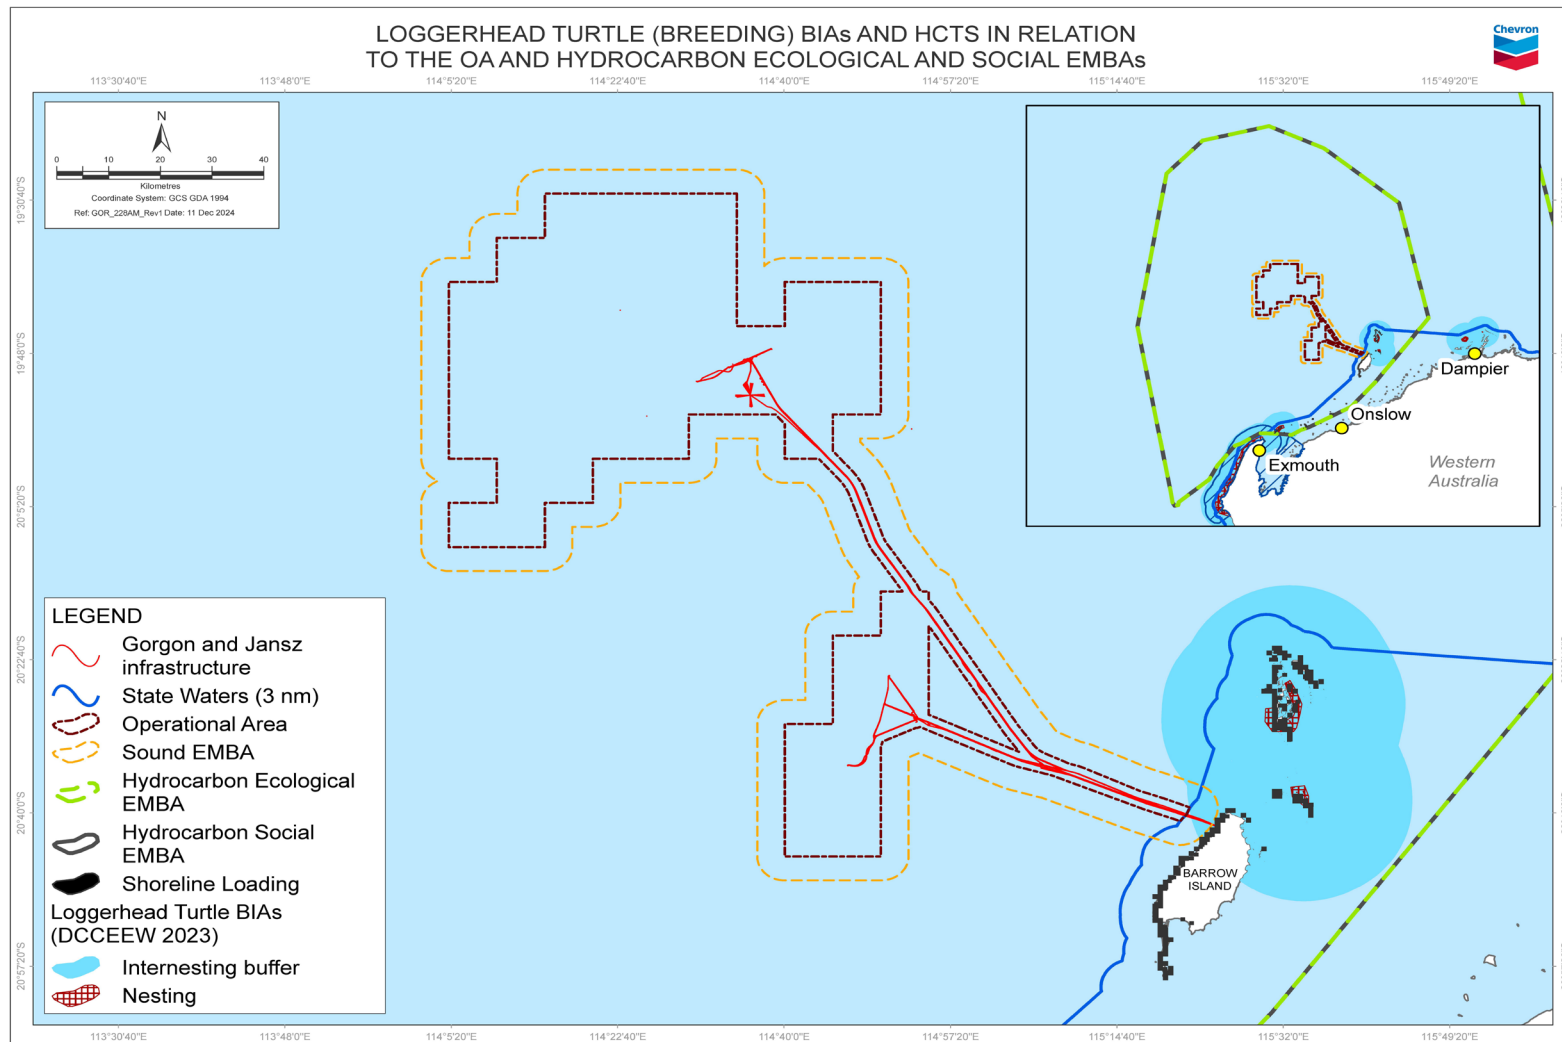 LOGGERHEAD TURTLE (BREEDING) BIAs AND HCTS IN RELATION
TO THE OA AND HYDROCARBON ECOLOGICAL AND SOCIAL EMBAs
Chevron
113°30'40"E 113°48'0"E 114°5'20"E 114°22'40"E 114°40'0"E 114°57'20"E 115°14'40"E 115°32'0"E 115°49'20"E
N
0 10 20 30 40
Kilometres
Coordinate System: GCS GDA 1994
Ref: GOR_228AM_Rev1 Date: 11 Dec 2024
19°30'40"S
19°48'0"S
20°5'20"S
20°22'40"S
20°40'0"S
20°57'20"S
Dampier
Onslow
Exmouth
Western
Australia
BARROW
ISLAND
LEGEND
Gorgon and Jansz
infrastructure
State Waters (3 nm)
Operational Area
Sound EMBA
Hydrocarbon Ecological
EMBA
Hydrocarbon Social
EMBA
Shoreline Loading
Loggerhead Turtle BIAs
(DCCEEW 2023)
Internesting buffer
Nesting
113°30'40"E 113°48'0"E 114°5'20"E 114°22'40"E 114°40'0"E 114°57'20"E 115°14'40"E 115°32'0"E 115°49'20"E